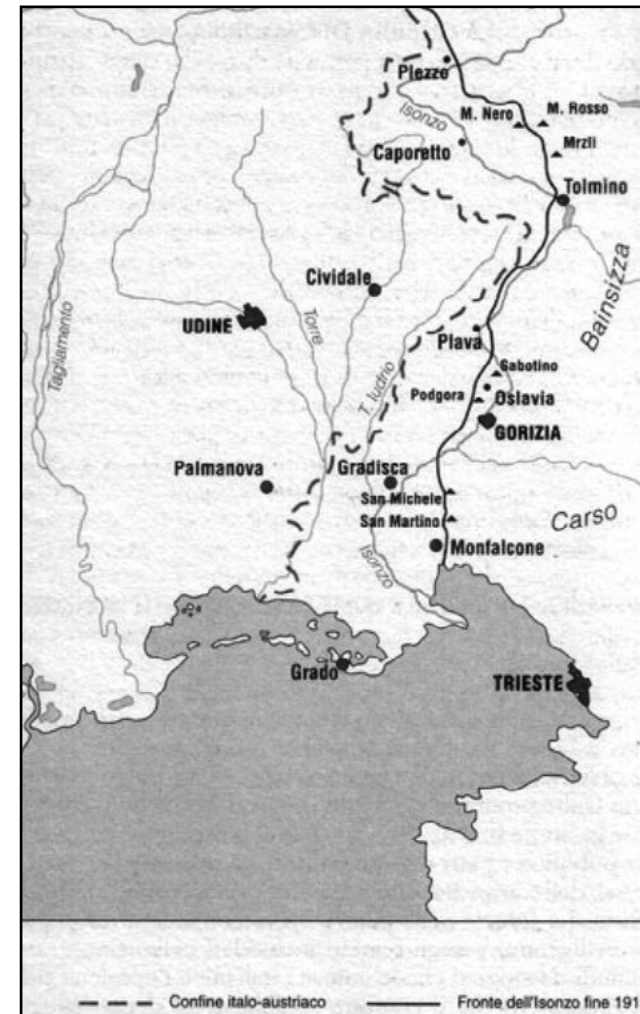 Plezzo
Isonzo
M. Nero
M. Rosso
Mrzli
Caporetto
Tolmino
Bainsizza
Cividale
UDINE
Torre
Tagliamento
T. Iudrio
Plava
Sabotino
Podgora
Oslavia
GORIZIA
Palmanova
Gradisca
San Michele
San Martino
Carso
Isonzo
Monfalcone
Grado
TRIESTE
Confine italo-austriaco
Fronte dell'Isonzo fine 191